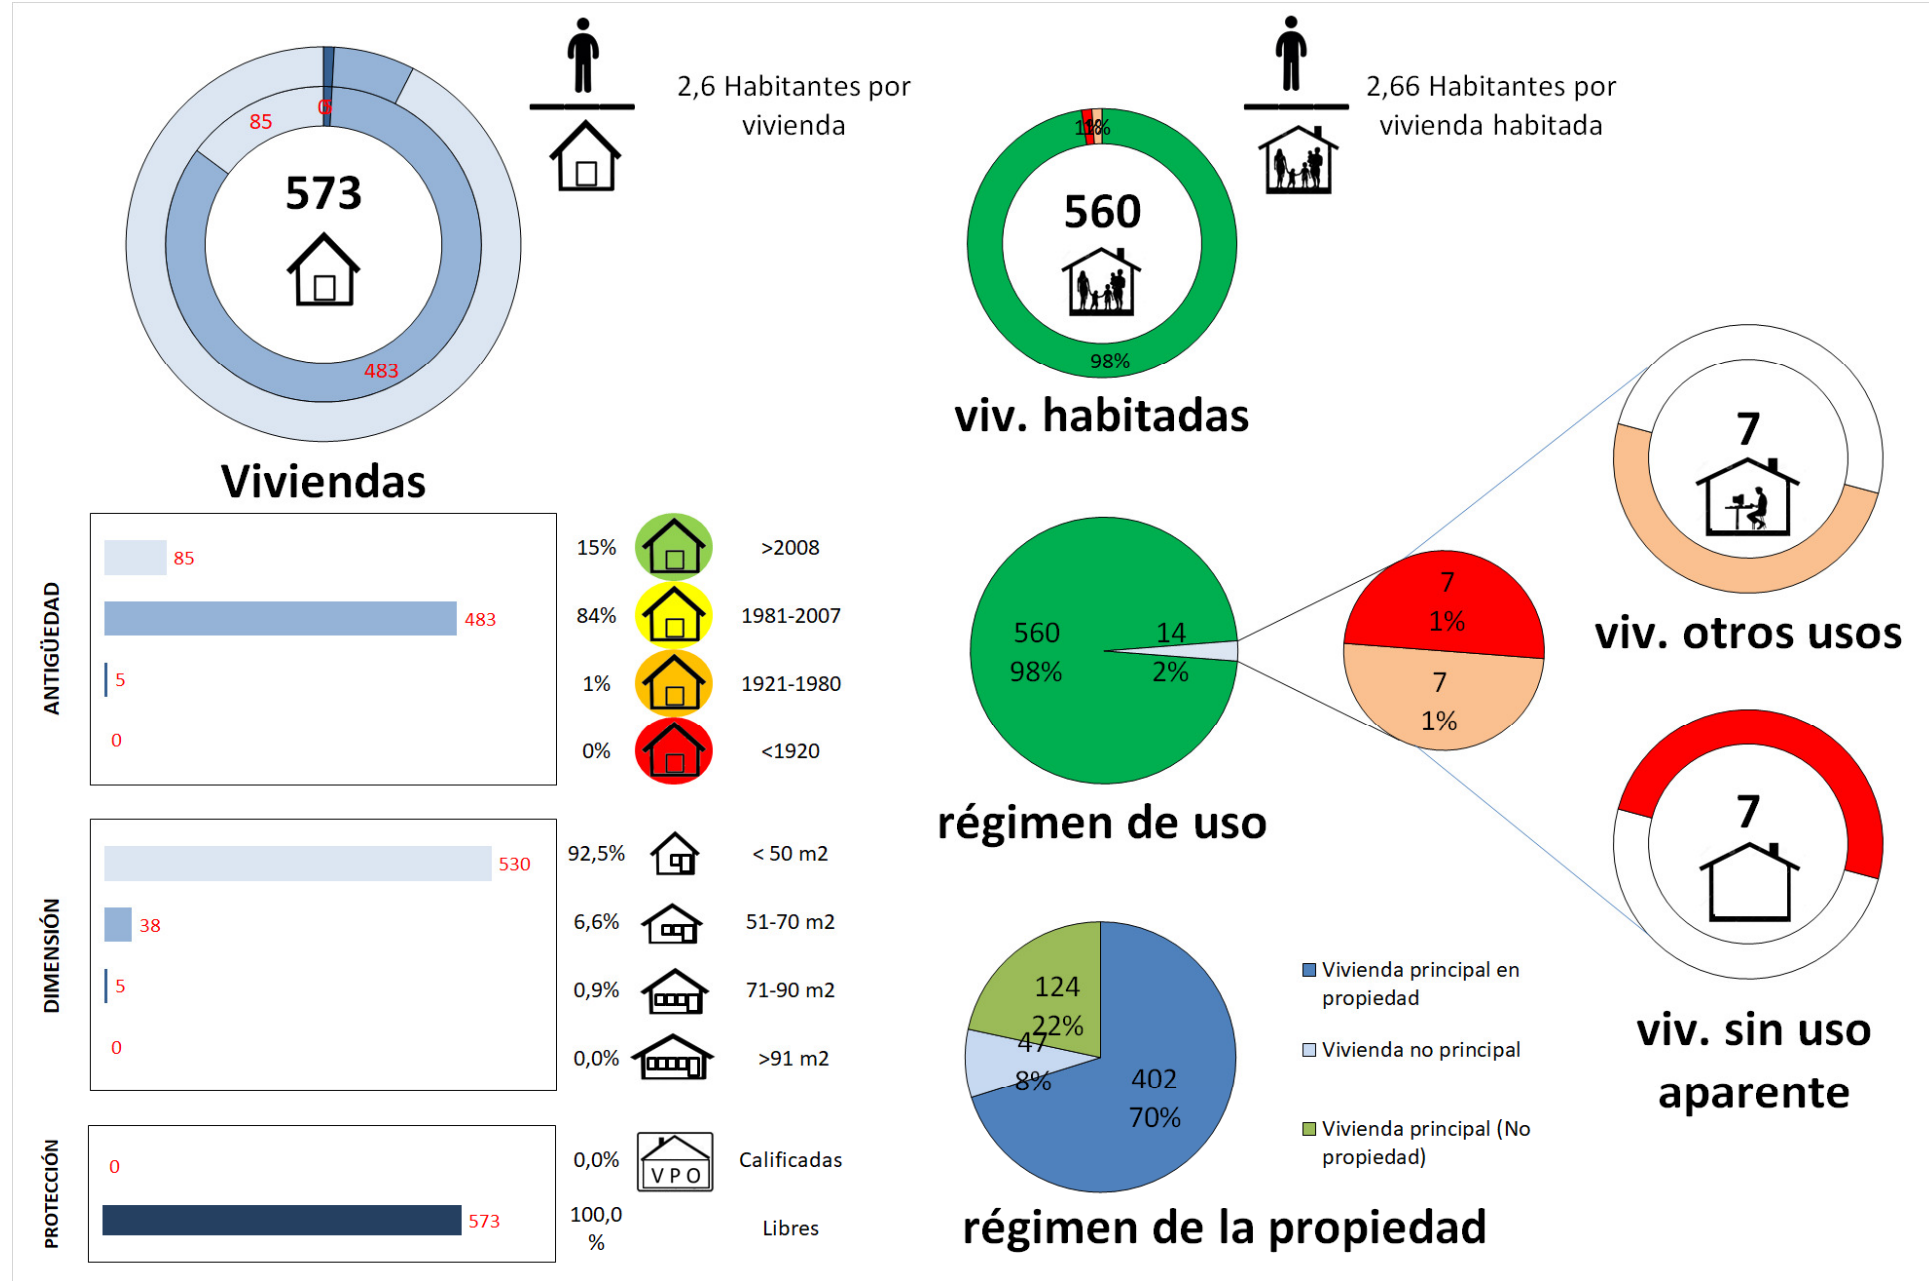 2,6 Habitantes por
vivienda
85
0
483
573
Viviendas
2,66 Habitantes por
vivienda habitada
1%
98%
560
viv. habitadas
ANTIGÜEDAD
85
15%
>2008
483
84%
1981-2007
5
1%
1921-1980
0
0%
<1920
DIMENSIÓN
530
92,5%
< 50 m2
38
6,6%
51-70 m2
5
0,9%
71-90 m2
0
0,0%
>91 m2
PROTECCIÓN
0
0,0%
VPO
Calificadas
573
100,0
%
Libres
560
98%
14
2%
7
1%
7
1%
régimen de uso
7
viv. otros usos
7
viv. sin uso
aparente
124
22%
47
8%
402
70%
Vivienda principal en
propiedad
Vivienda no principal
Vivienda principal (No
propiedad)
régimen de la propiedad